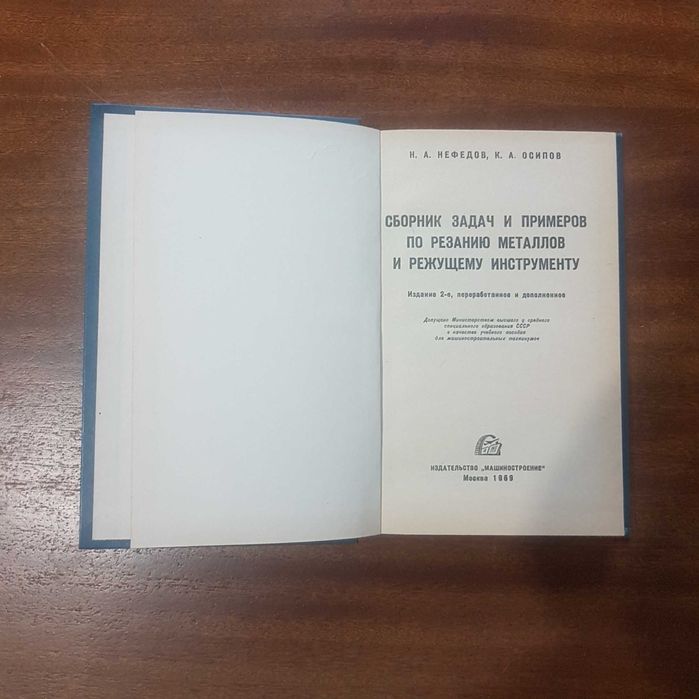 Н. А. НЕФЕДОВ, К. А. ОСИПОВ
СБОРНИК ЗАДАЧ И ПРИМЕРОВ
ПО РЕЗАНИЮ МЕТАЛЛОВ
И РЕЖУЩЕМУ ИНСТРУМЕНТУ
Издание 2-е, переработанное и дополненное
Допущено Министерством высшего и среднего
специального образования СССР
в качестве учебного пособия
для машиностроительных техникумов
ИЗДАТЕЛЬСТВО „МАШИНОСТРОЕНИЕ"
Москва 1969